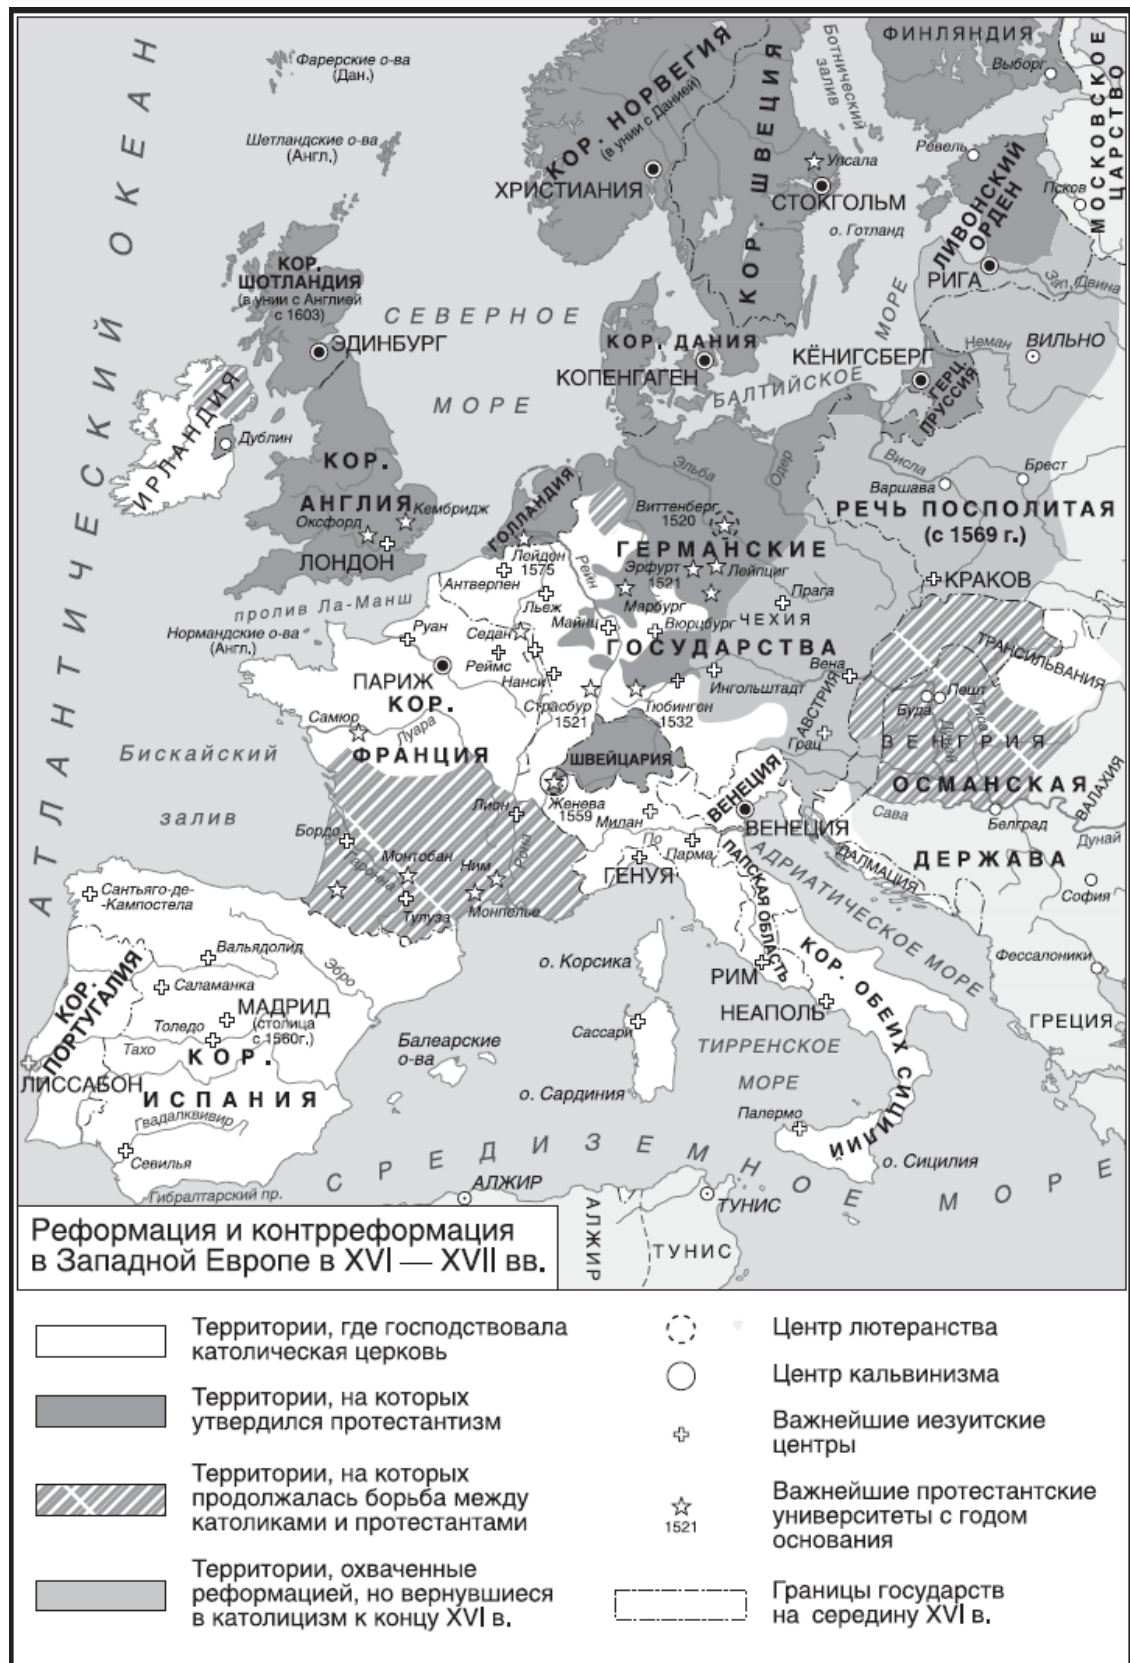 Фарерские о-ва
(Дан.)
Шетландские о-ва
(Англ.)
АТЛАНТИЧЕСКИЙ ОКЕАН
КОР. НОРВЕГИЯ
(в унии с Данией)
ХРИСТИАНИЯ
КОР. ШВЕЦИЯ
Ботнический
залив
ФИНЛЯНДИЯ
Выборг
МОСКОВСКОЕ
ЦАРСТВО
Упсала
СТОКГОЛЬМ
о. Готланд
Ревель
Псков
ЛИВОНСКИЙ
ОРДЕН
РИГА
Зап. Двина
КОР.
ШОТЛАНДИЯ
(в унии с Англией
с 1603)
ЭДИНБУРГ
СЕВЕРНОЕ
МОРЕ
КОР. ДАНИЯ
КОПЕНГАГЕН
БАЛТИЙСКОЕ
МОРЕ
КЁНИГСБЕРГ
ГЕРЦ.
ПРУССИЯ
Неман
ВИЛЬНО
ИРЛАНДИЯ
Дублин
КОР.
АНГЛИЯ
Оксфорд
Кембридж
ЛОНДОН
ГОЛЛАНДИЯ
Лейдон
1575
Антверпен
Льеж
Рейн
Эльба
Одер
Висла
Варшава
Брест
РЕЧЬ ПОСПОЛИТАЯ
(с 1569 г.)
Виттенберг
1520
ГЕРМАНСКИЕ
Эрфурт
1521
Лейпциг
Марбург
Майнц
Вюрцбург
Прага
ЧЕХИЯ
КРАКОВ
ГОСУДАРСТВА
пролив Ла-Манш
Нормандские о-ва
(Англ.)
Руан
Седан
Реймс
ПАРИЖ
Нанси
Страсбур
1521
Тюбинген
1532
Ингольштадт
Вена
АВСТРИЯ
Грац
ТРАНСИЛЬВАНИЯ
Буда
Пешт
Дунай
Тиса
ВЕНГРИЯ
ОСМАНСКАЯ
ДЕРЖАВА
ВАЛАХИЯ
Сава
Белград
Дунай
София
Фессалоники
ГРЕЦИЯ
КОР.
ФРАНЦИЯ
Самюр
Луара
Бискайский
залив
ШВЕЙЦАРИЯ
Женева
1559
Лион
Рона
Бордо
Гаронна
Монтобан
Ним
Тулуза
Монпелье
Милан
По
Парма
ГЕНУЯ
ВЕНЕЦИЯ
ВЕНЕЦИЯ
ДАЛМАЦИЯ
АДРИАТИЧЕСКОЕ МОРЕ
ПАПСКАЯ ОБЛАСТЬ
РИМ
НЕАПОЛЬ
КОР. ОБЕИХ СИЦИЛИИ
о. Корсика
Сассари
о. Сардиния
ТИРРЕНСКОЕ
МОРЕ
Палермо
о. Сицилия
Сантьяго-де-
-Кампостела
Вальядолид
Эбро
Саламанка
МАДРИД
(столица
с 1560г.)
Толедо
Тахо
КОР.
ПОРТУГАЛИЯ
ЛИССАБОН
КОР.
ИСПАНИЯ
Гвадалквивир
Севилья
Гибралтарский пр.
Балеарские
о-ва
СРЕДИЗЕМНОЕ МОРЕ
АЛЖИР
АЛЖИР
ТУНИС
ТУНИС
Реформация и контрреформация
в Западной Европе в XVI — XVII вв.
Территории, где господствовала
католическая церковь
Территории, на которых
утвердился протестантизм
Территории, на которых
продолжалась борьба между
католиками и протестантами
Территории, охваченные
реформацией, но вернувшиеся
в католицизм к концу XVI в.
Центр лютеранства
Центр кальвинизма
Важнейшие иезуитские
центры
1521
Важнейшие протестантские
университеты с годом
основания
Границы государств
на середину XVI в.